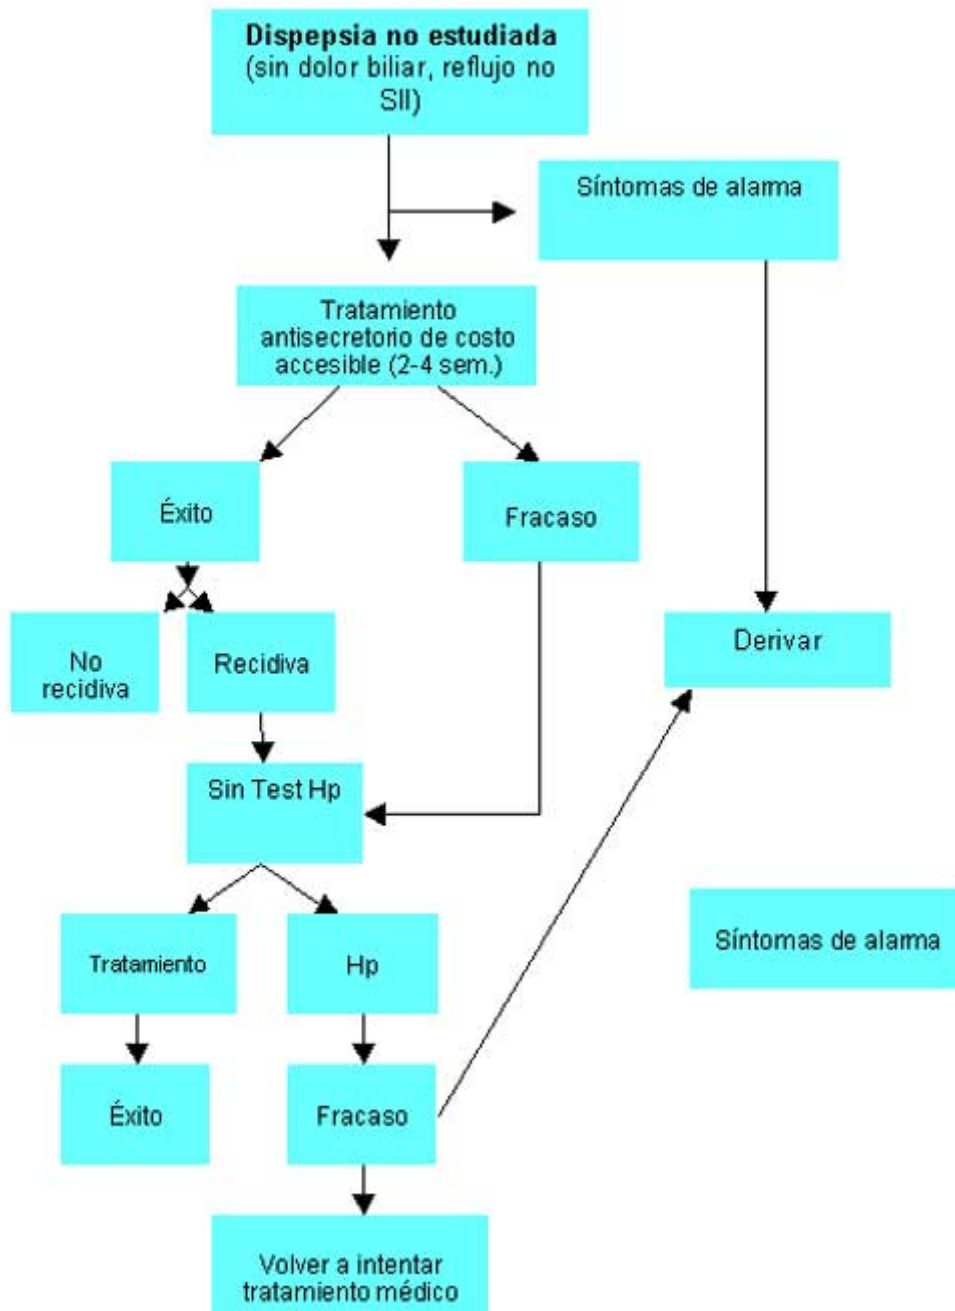 Dispepsia no estudiada
(sin dolor biliar, reflujo no
SII)
Síntomas de alarma
Tratamiento
antisecretorio de costo
accesible (2-4 sem.)
Éxito
Fracaso
No
recidiva
Recidiva
Derivar
Sin Test Hp
Síntomas de alarma
Tratamiento
Hp
Éxito
Fracaso
Volver a intentar
tratamiento médico